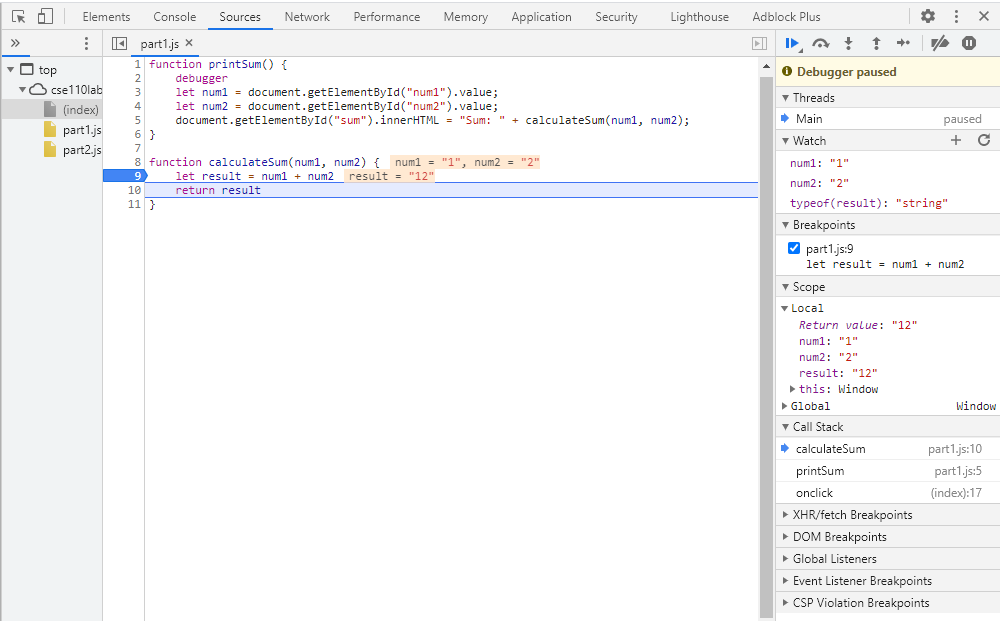 Elements Console Sources Network Performance Memory Application Security Lighthouse Adblock Plus
» part1.js ×
top
cse110lab
(index)
part1.js
part2.js
1 function printSum() {
2 debugger
3 let num1 = document.getElementById("num1").value;
4 let num2 = document.getElementById("num2").value;
5 document.getElementById("sum").innerHTML = "Sum: " + calculateSum(num1, num2);
6 }
7
8 function calculateSum(num1, num2) { num1 = "1", num2 = "2"
9 let result = num1 + num2 result = "12"
10 return result
11 }
Debugger paused
Threads
Main paused
Watch
num1: "1"
num2: "2"
typeof(result): "string"
Breakpoints
part1.js:9
let result = num1 + num2
Scope
Local
Return value: "12"
num1: "1"
num2: "2"
result: "12"
this: Window
Global Window
Call Stack
calculateSum part1.js:10
printSum part1.js:5
onclick (index):17
XHR/fetch Breakpoints
DOM Breakpoints
Global Listeners
Event Listener Breakpoints
CSP Violation Breakpoints